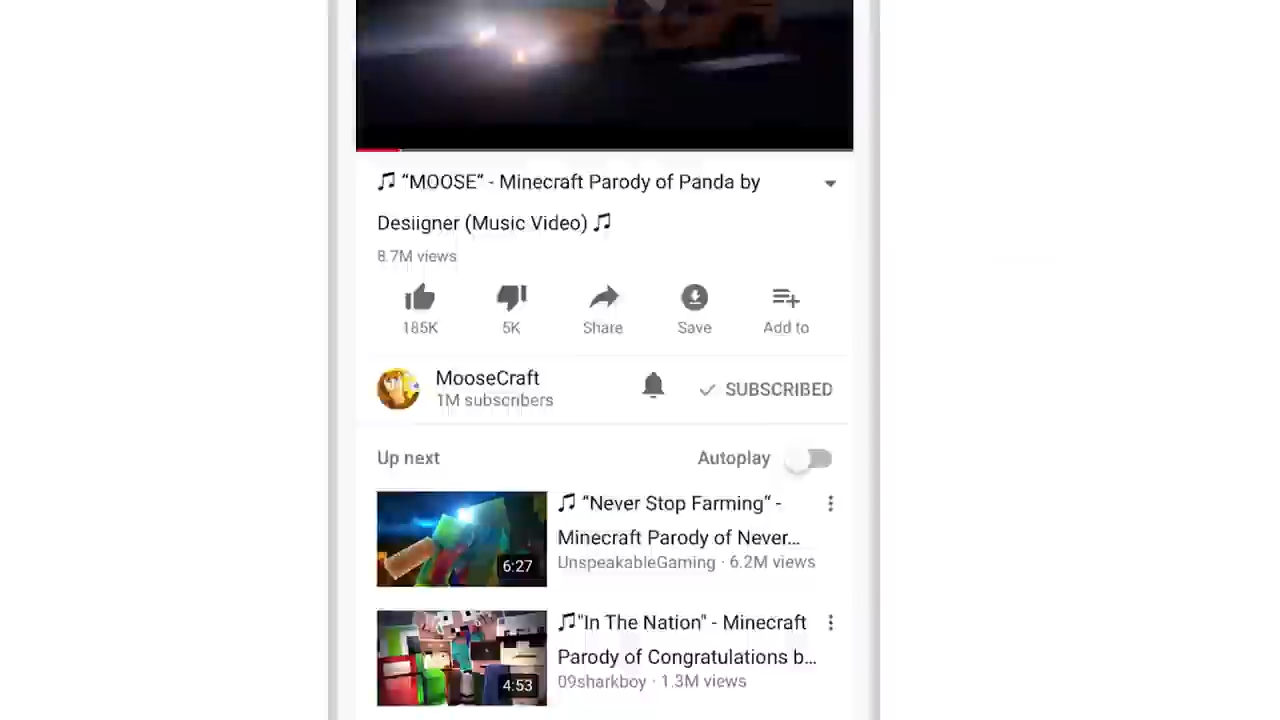 🎵 “MOOSE“ - Minecraft Parody of Panda by
Desiigner (Music Video) 🎵
8.7M views
185K
5K
Share
Save
Add to
MooseCraft
1M subscribers
SUBSCRIBED
Up next
Autoplay
🎵 “Never Stop Farming“ -
Minecraft Parody of Never...
UnspeakableGaming · 6.2M views
6:27
🎵"In The Nation" - Minecraft
Parody of Congratulations b...
09sharkboy · 1.3M views
4:53